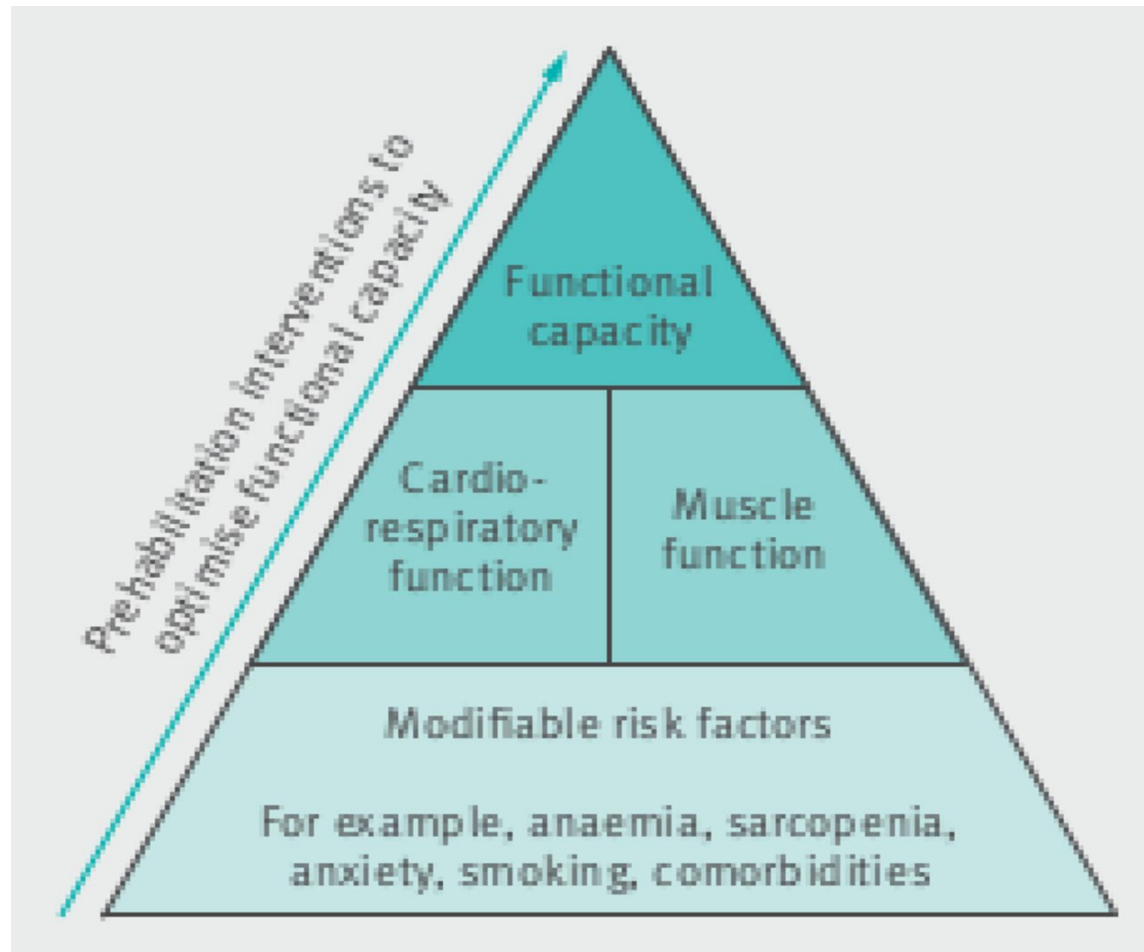 Prehabilitation interventions to
optimise functional capacity
Functional
capacity
Cardio-
respiratory
function
Muscle
function
Modifiable risk factors
For example, anaemia, sarcopenia,
anxiety, smoking, comorbidities